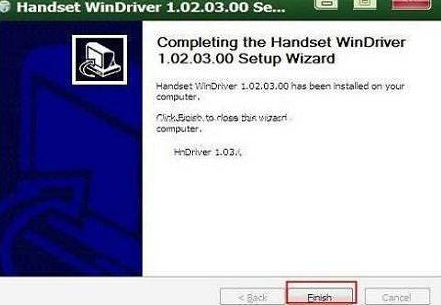 Handset WinDriver 1.02.03.00 Se...
Completing the Handset WinDriver
1.02.03.00 Setup Wizard
Handset WinDriver 1.02.03.00 has been installed on your
computer.
Click Finish to close this wizard.
computer.
HnDriver 1.03.
< Back
Finish
Cancel